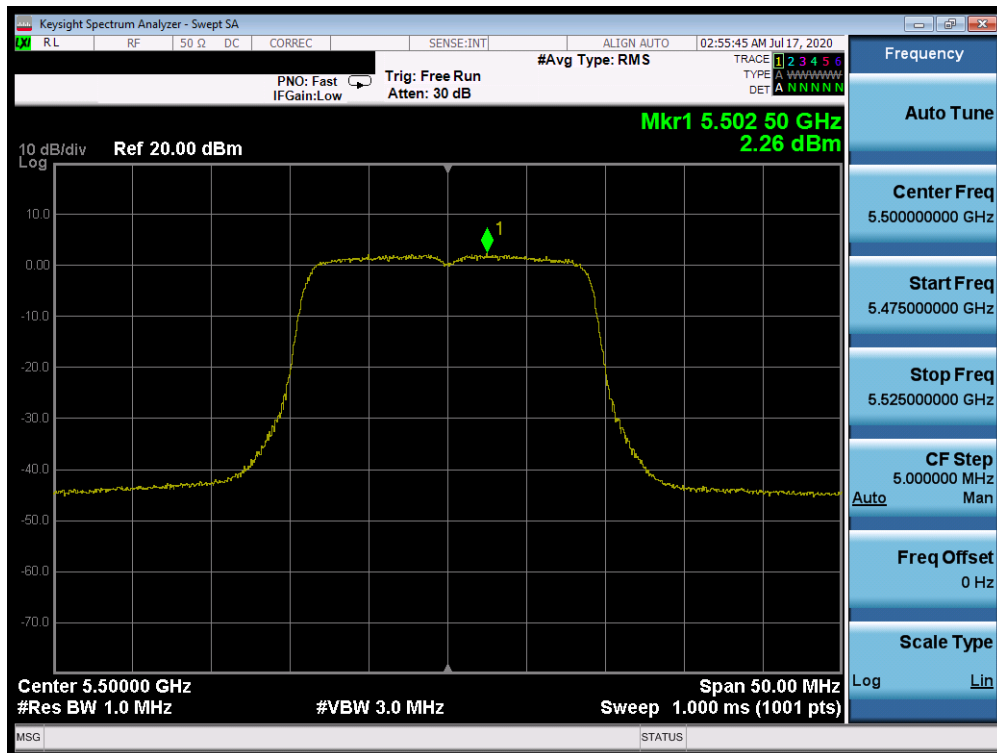 Keysight Spectrum Analyzer - Swept SA
LXI RL RF 50 Ω DC CORREC SENSE:INT ALIGN AUTO 02:55:45 AM Jul 17, 2020
#Avg Type: RMS TRACE 1 2 3 4 5 6
PNO: Fast Trig: Free Run TYPE A WWWWW
IFGain:Low Atten: 30 dB DET A N N N N N
Mkr1 5.502 50 GHz
10 dB/div Ref 20.00 dBm 2.26 dBm
Log
1
10.0
0.00
-10.0
-20.0
-30.0
-40.0
-50.0
-60.0
-70.0
Center 5.50000 GHz Span 50.00 MHz
#Res BW 1.0 MHz #VBW 3.0 MHz Sweep 1.000 ms (1001 pts)
MSG STATUS
Frequency
Auto Tune
Center Freq
5.500000000 GHz
Start Freq
5.475000000 GHz
Stop Freq
5.525000000 GHz
CF Step
5.000000 MHz
Auto Man
Freq Offset
0 Hz
Scale Type
Log Lin